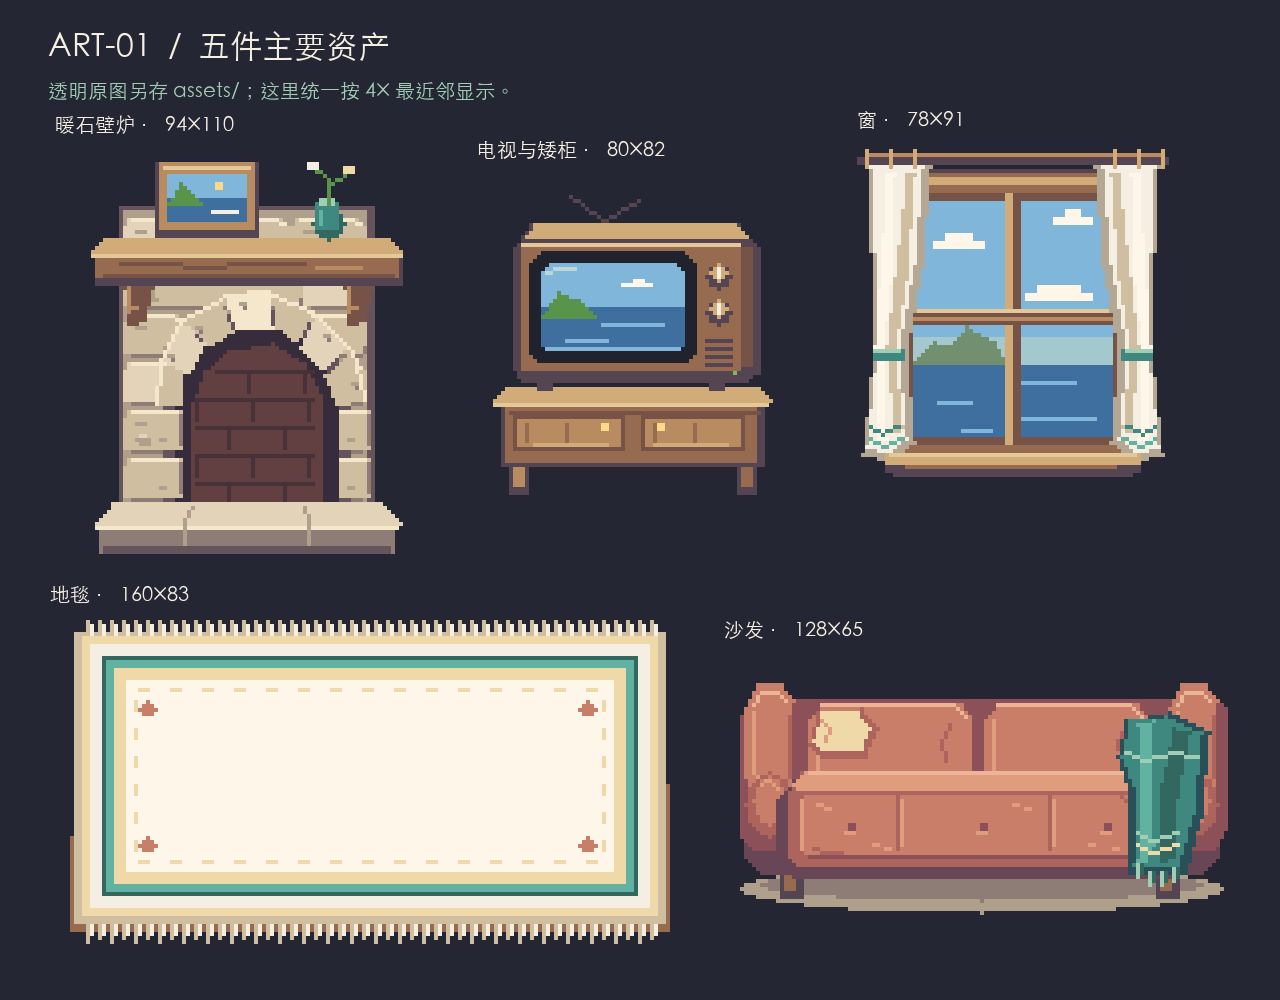 ART-01 / 五件主要资产
透明原图另存 assets/；这里统一按 4× 最近邻显示。
暖石壁炉 · 94×110
电视与矮柜 · 80×82
窗 · 78×91
地毯 · 160×83
沙发 · 128×65